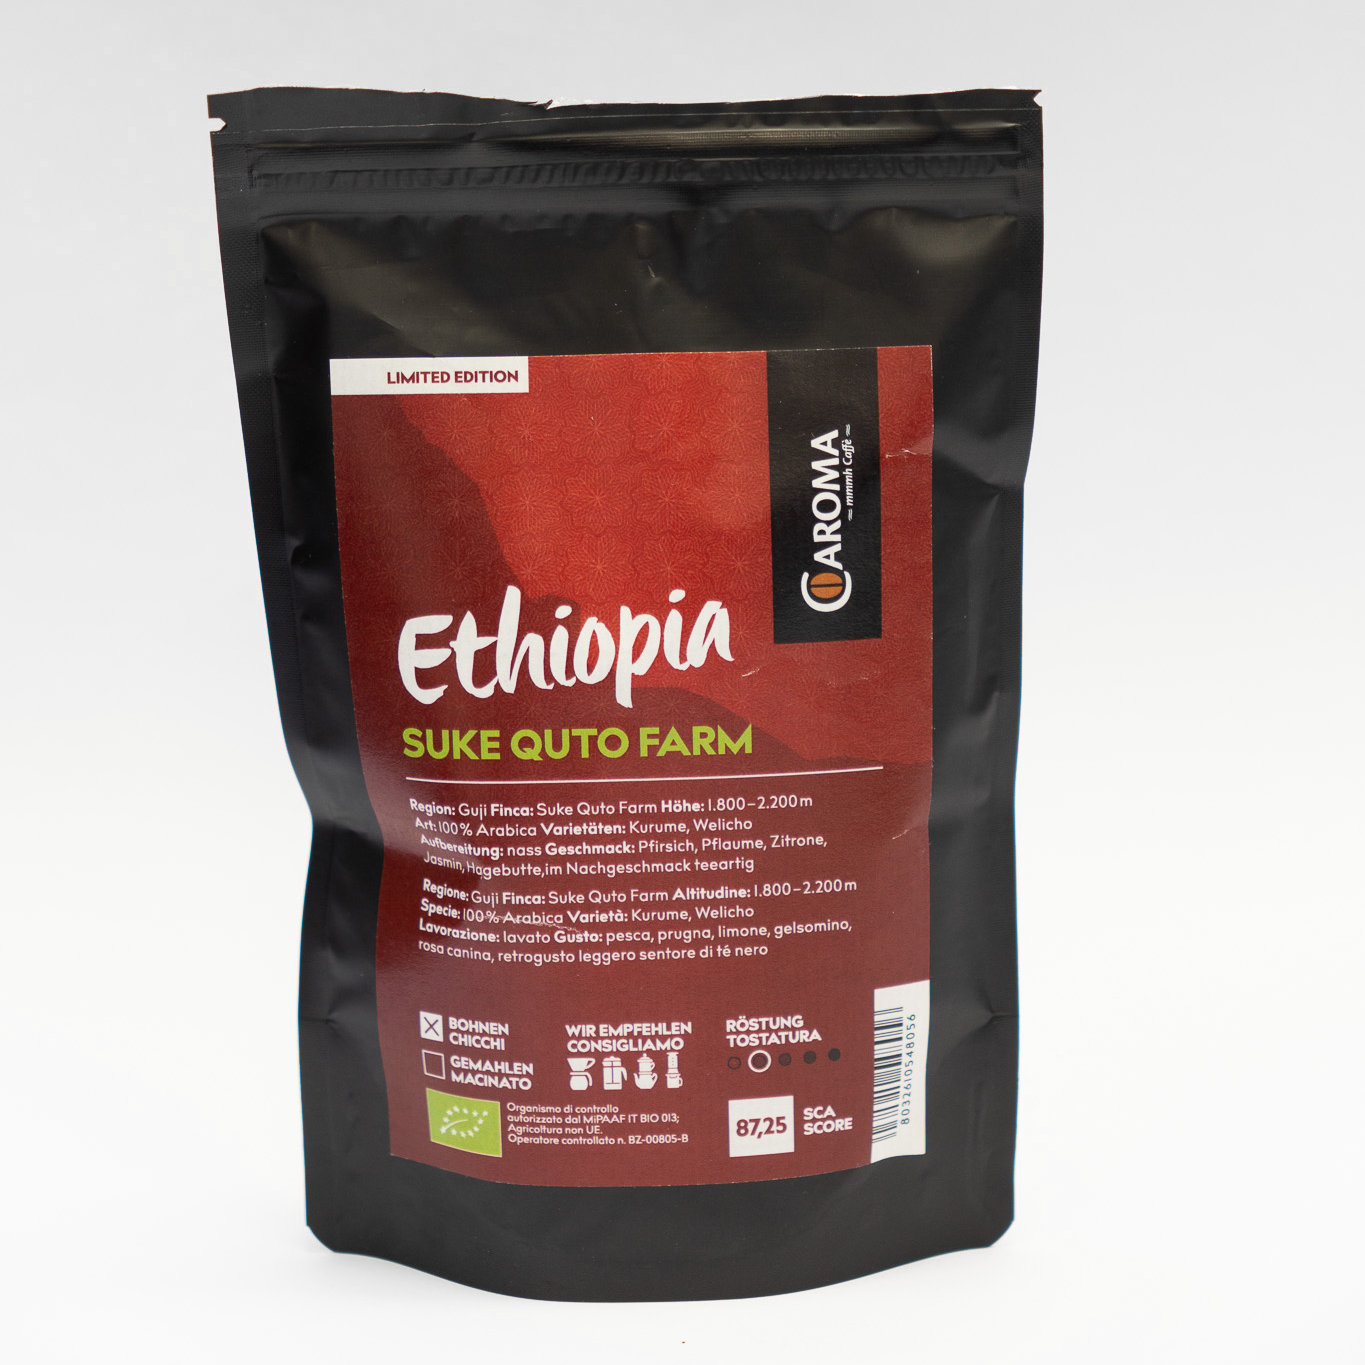 LIMITED EDITION
CAROMA
≈ mmmh Caffè ≈
Ethiopia
SUKE QUTO FARM
Region: Guji Finca: Suke Quto Farm Höhe: 1.800–2.200 m
Art: 100 % Arabica Varietäten: Kurume, Welicho
Aufbereitung: nass Geschmack: Pfirsich, Pflaume, Zitrone,
Jasmin, Hagebutte, im Nachgeschmack teeartig
Regione: Guji Finca: Suke Quto Farm Altitudine: 1.800–2.200 m
Specie: 100% Arabica Varietà: Kurume, Welicho
Lavorazione: lavato Gusto: pesca, prugna, limone, gelsomino,
rosa canina, retrogusto leggero sentore di té nero
BOHNEN
CHICCHI
GEMAHLEN
MACINATO
WIR EMPFEHLEN
CONSIGLIAMO
RÖSTUNG
TOSTATURA
Organismo di controllo
autorizzato dal MiPAAF IT BIO 013;
Agricoltura non UE.
Operatore controllato n. BZ-00805-B
87,25
SCA
SCORE
8032610548056